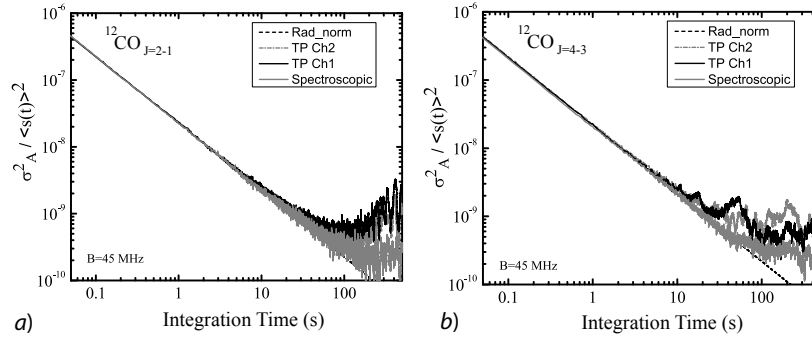 10⁻⁶
10⁻⁷
10⁻⁸
10⁻⁹
10⁻¹⁰
σ²_A / <s(t)>²
¹²CO J=2-1
Rad_norm
TP Ch2
TP Ch1
Spectroscopic
B=45 MHz
0.1 1 10 100
Integration Time (s)
a)
10⁻⁶
10⁻⁷
10⁻⁸
10⁻⁹
10⁻¹⁰
σ²_A / <s(t)>²
¹²CO J=4-3
Rad_norm
TP Ch2
TP Ch1
Spectroscopic
B=45 MHz
0.1 1 10 100
Integration Time (s)
b)